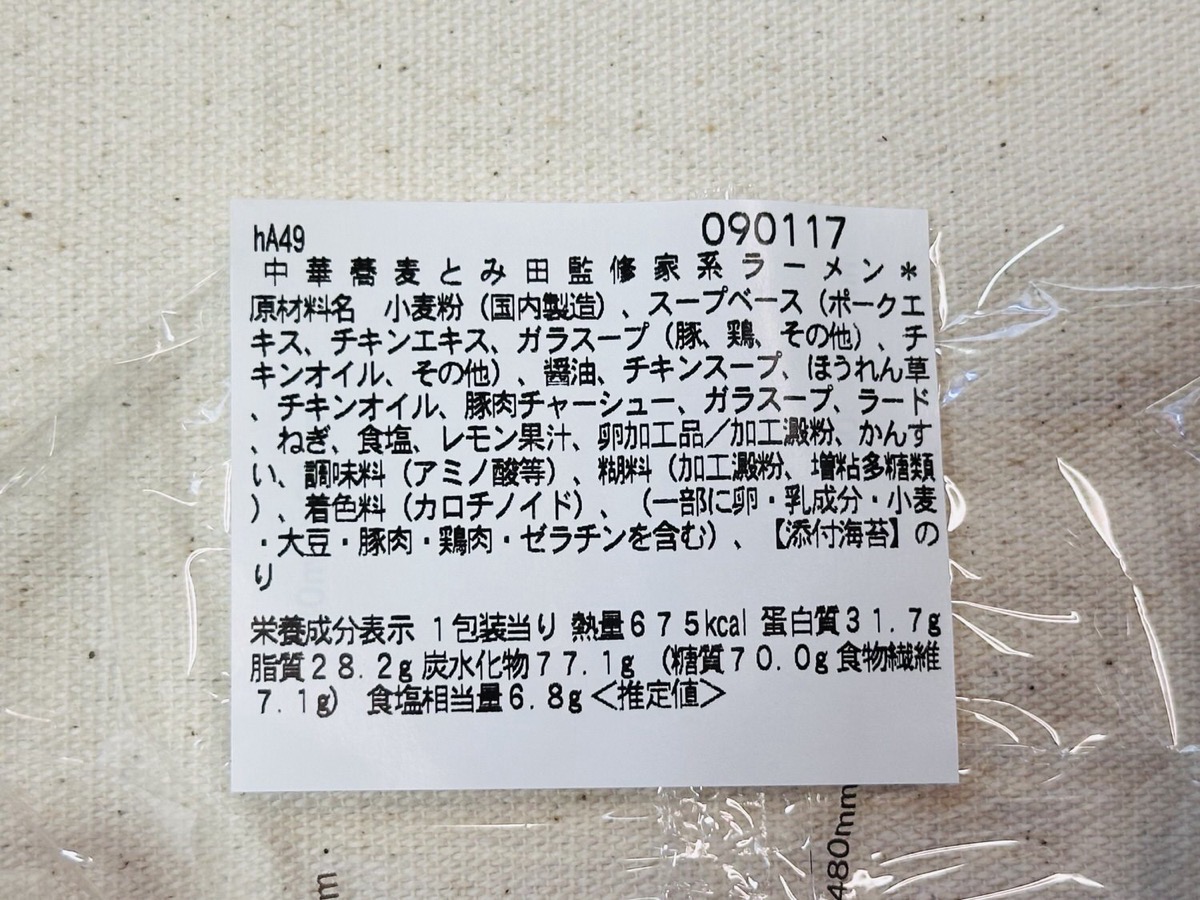 hA49 090117
中華蕎麦とみ田監修家系ラーメン*
原材料名 小麦粉(国内製造)、スープベース(ポークエ
キス、チキンエキス、ガラスープ(豚、鶏、その他)、チ
キンオイル、その他)、醤油、チキンスープ、ほうれん草
、チキンオイル、豚肉チャーシュー、ガラスープ、ラード
、ねぎ、食塩、レモン果汁、卵加工品/加工澱粉、かんす
い、調味料(アミノ酸等)、糊料(加工澱粉、増粘多糖類
)、着色料(カロチノイド)、(一部に卵・乳成分・小麦
・大豆・豚肉・鶏肉・ゼラチンを含む)、【添付海苔】の
り
栄養成分表示 1包装当り 熱量675kcal 蛋白質31.7g
脂質28.2g 炭水化物77.1g (糖質70.0g 食物繊維
7.1g) 食塩相当量6.8g <推定値>
480mm
m